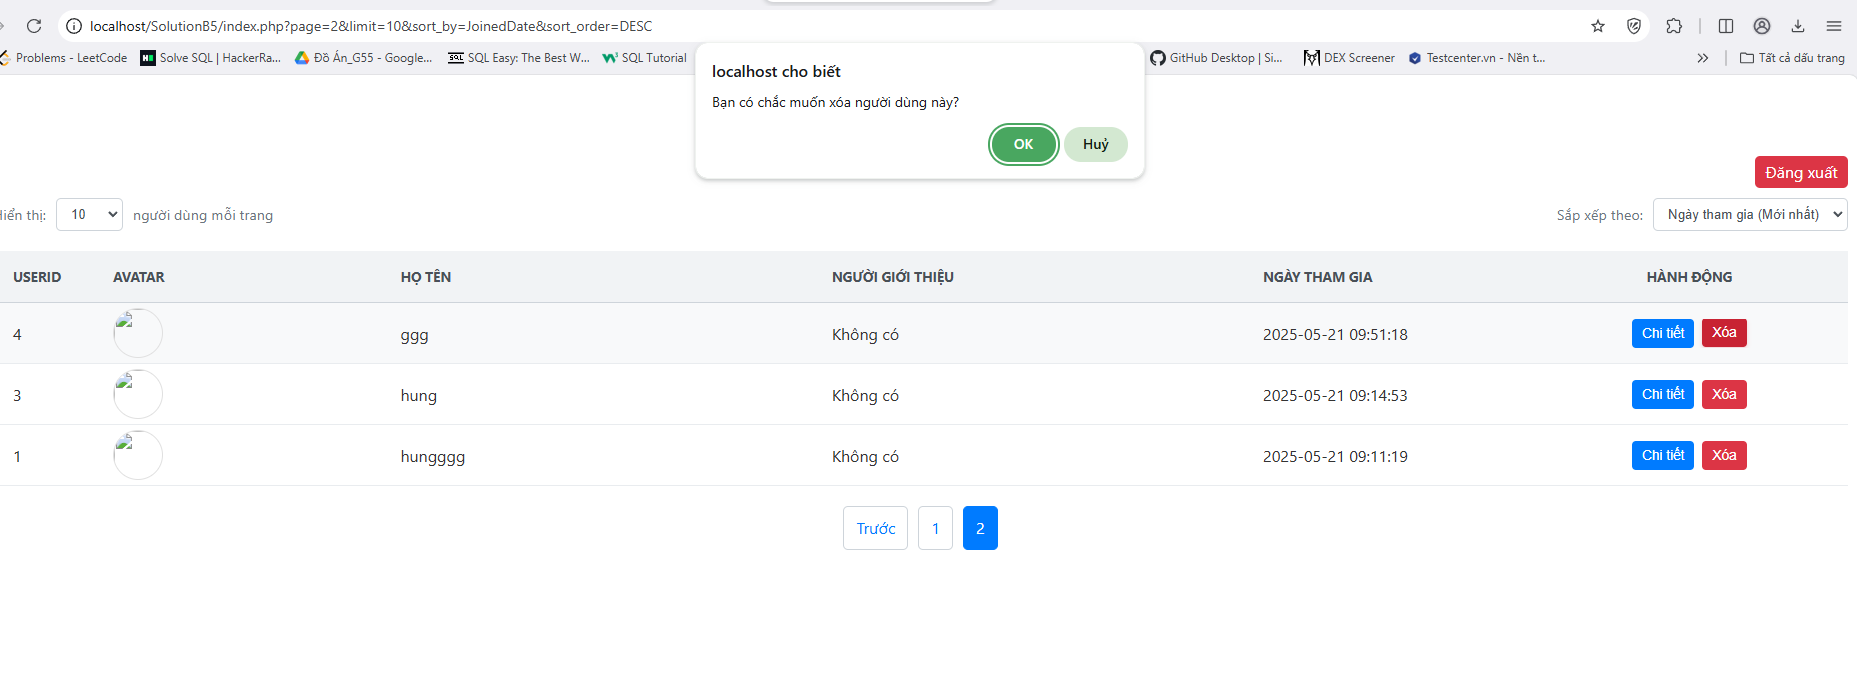 localhost/SolutionB5/index.php?page=2&limit=10&sort_by=JoinedDate&sort_order=DESC
Problems - LeetCode Solve SQL | HackerRa... Đồ Án_G55 - Google... SQL SQL Easy: The Best W... SQL Tutorial GitHub Desktop | Si... DEX Screener Testcenter.vn - Nền t... Tất cả dấu trang
localhost cho biết
Bạn có chắc muốn xóa người dùng này?
OK Huỷ
Đăng xuất
Hiển thị: 10 người dùng mỗi trang Sắp xếp theo: Ngày tham gia (Mới nhất)
USERID AVATAR HỌ TÊN NGƯỜI GIỚI THIỆU NGÀY THAM GIA HÀNH ĐỘNG
4 ggg Không có 2025-05-21 09:51:18 Chi tiết Xóa
3 hung Không có 2025-05-21 09:14:53 Chi tiết Xóa
1 hungggg Không có 2025-05-21 09:11:19 Chi tiết Xóa
Trước 1 2